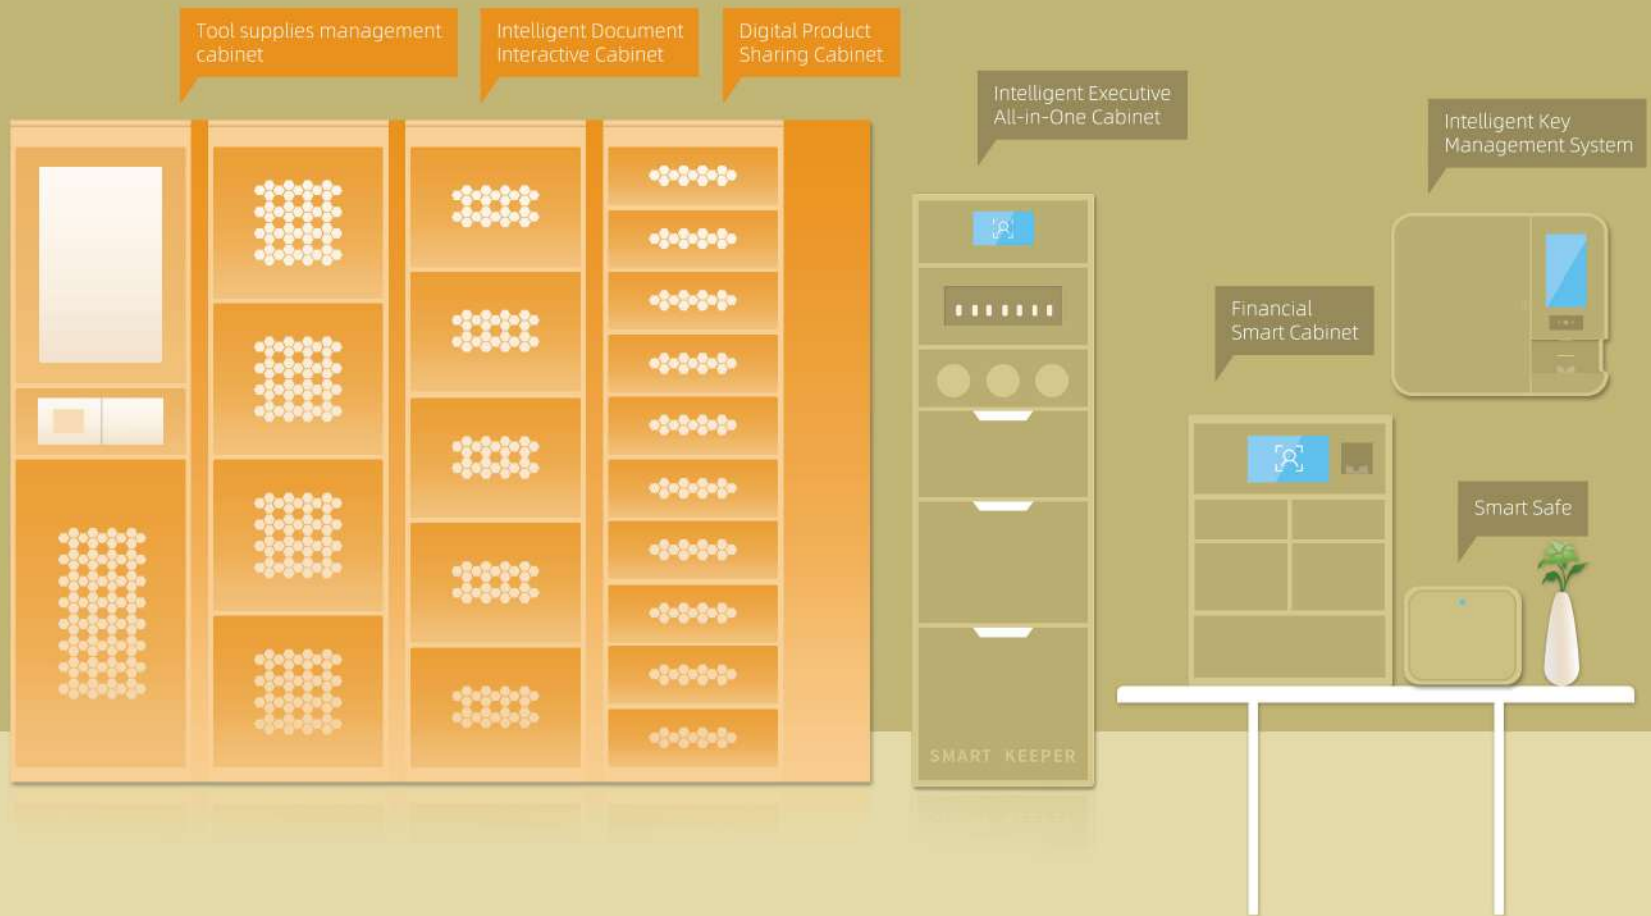 Tool supplies management
cabinet
Intelligent Document
Interactive Cabinet
Digital Product
Sharing Cabinet
Intelligent Executive
All-in-One Cabinet
Intelligent Key
Management System
Financial
Smart Cabinet
Smart Safe
SMART KEEPER